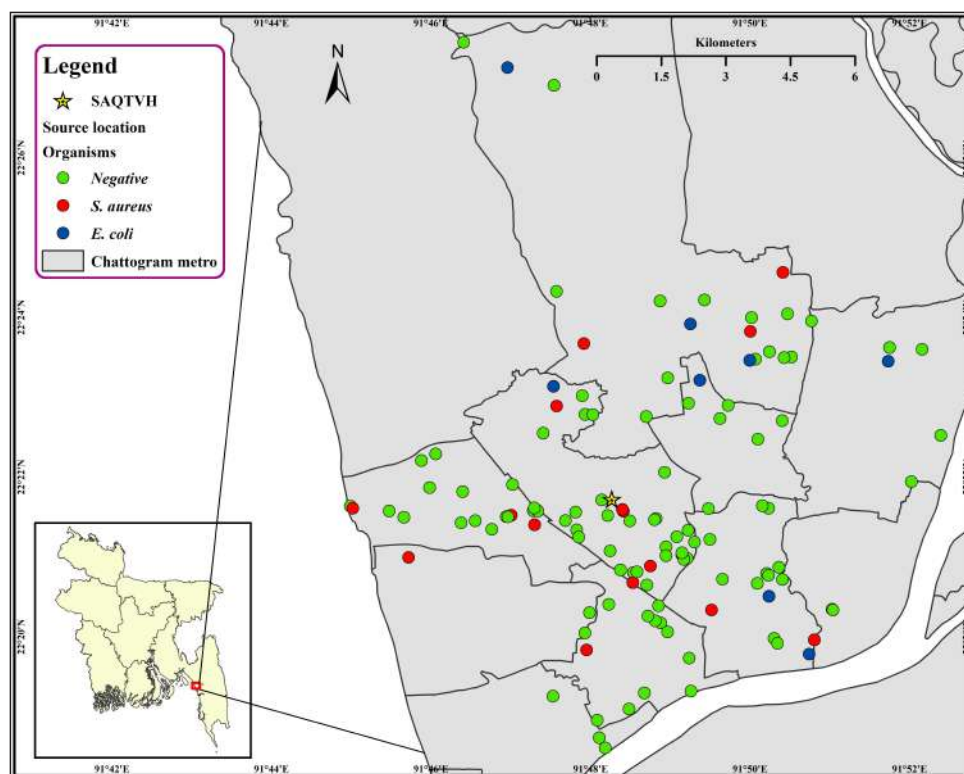 91°42'E 91°44'E 91°46'E 91°48'E 91°50'E 91°52'E
Legend
SAQTVH
Source location
Organisms
Negative
S. aureus
E. coli
Chattogram metro
N
Kilometers
0 1.5 3 4.5 6
22°26'N
22°24'N
22°22'N
22°20'N
91°42'E 91°44'E 91°46'E 91°48'E 91°50'E 91°52'E